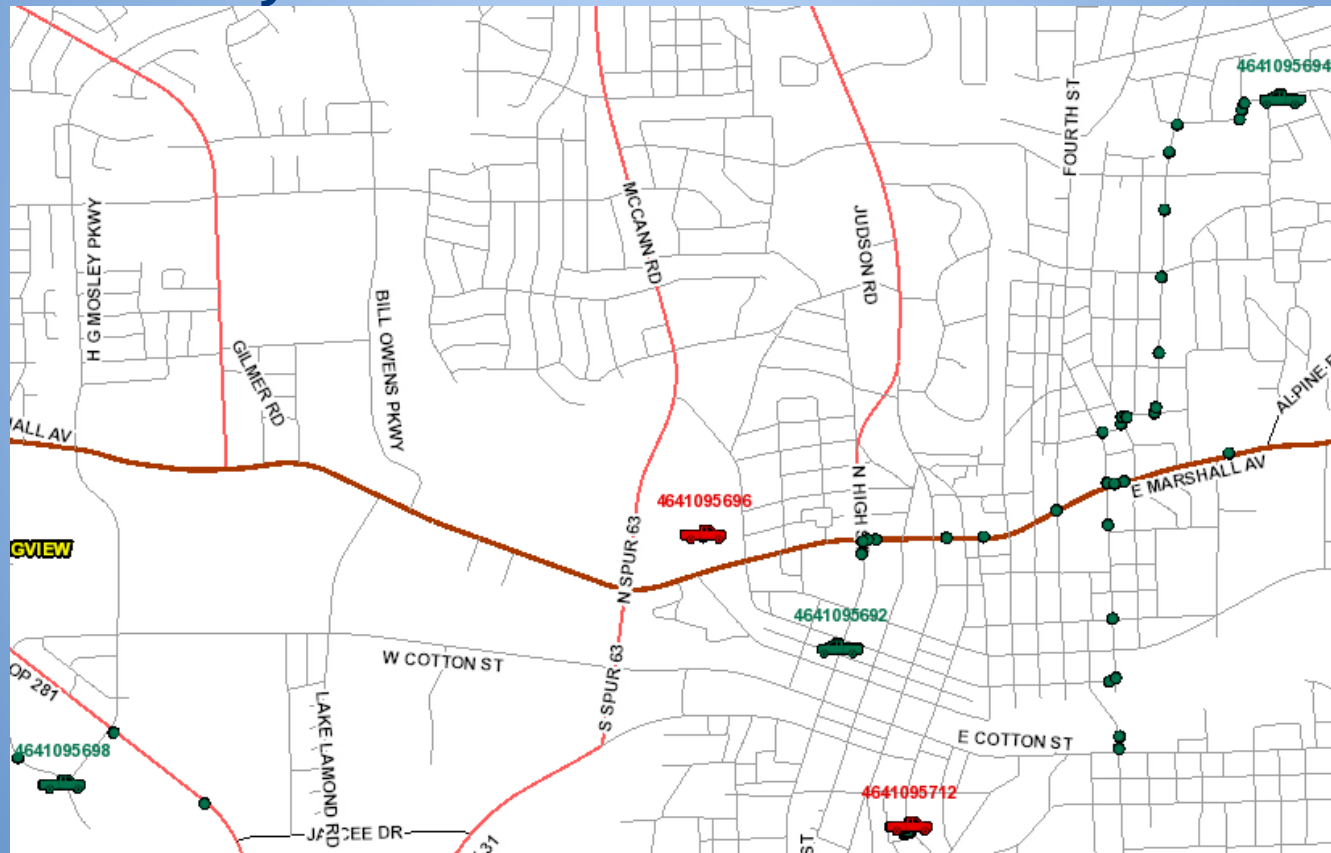 4641095694
FOURTH ST
MCCANN RD
H G MOSLEY PKWY
JUDSON RD
BILL OWENS PKWY
GILMER RD
ALPINE
HALL AV
E MARSHALL AV
N HIGH S
4641095696
N SPUR 63
GVIEW
4641095692
W COTTON ST
S SPUR 63
OP 281
LAKE LAMOND RD
E COTTON ST
4641095698
4641095712
JAYCEE DR
31
ST